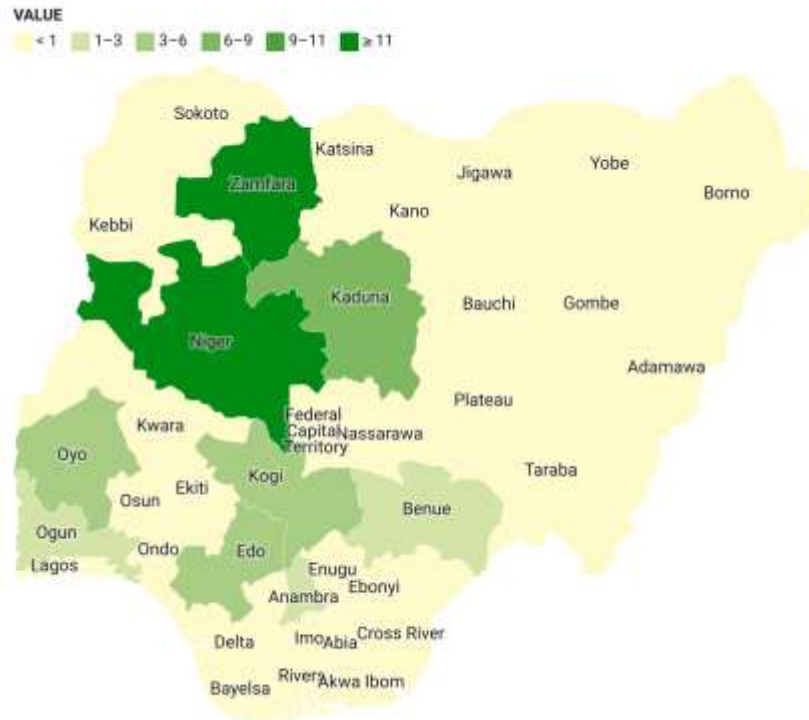 VALUE
< 1 1–3 3–6 6–9 9–11 ≥ 11
Sokoto
Katsina
Zamfara
Jigawa
Yobe
Borno
Kano
Kebbi
Kaduna
Bauchi
Gombe
Niger
Adamawa
Plateau
Federal
Capital
Territory
Nassarawa
Kwara
Oyo
Kogi
Taraba
Ekiti
Osun
Benue
Ogun
Ondo
Edo
Lagos
Enugu
Ebonyi
Anambra
Delta
Imo
Abia
Cross River
Rivers
Akwa Ibom
Bayelsa